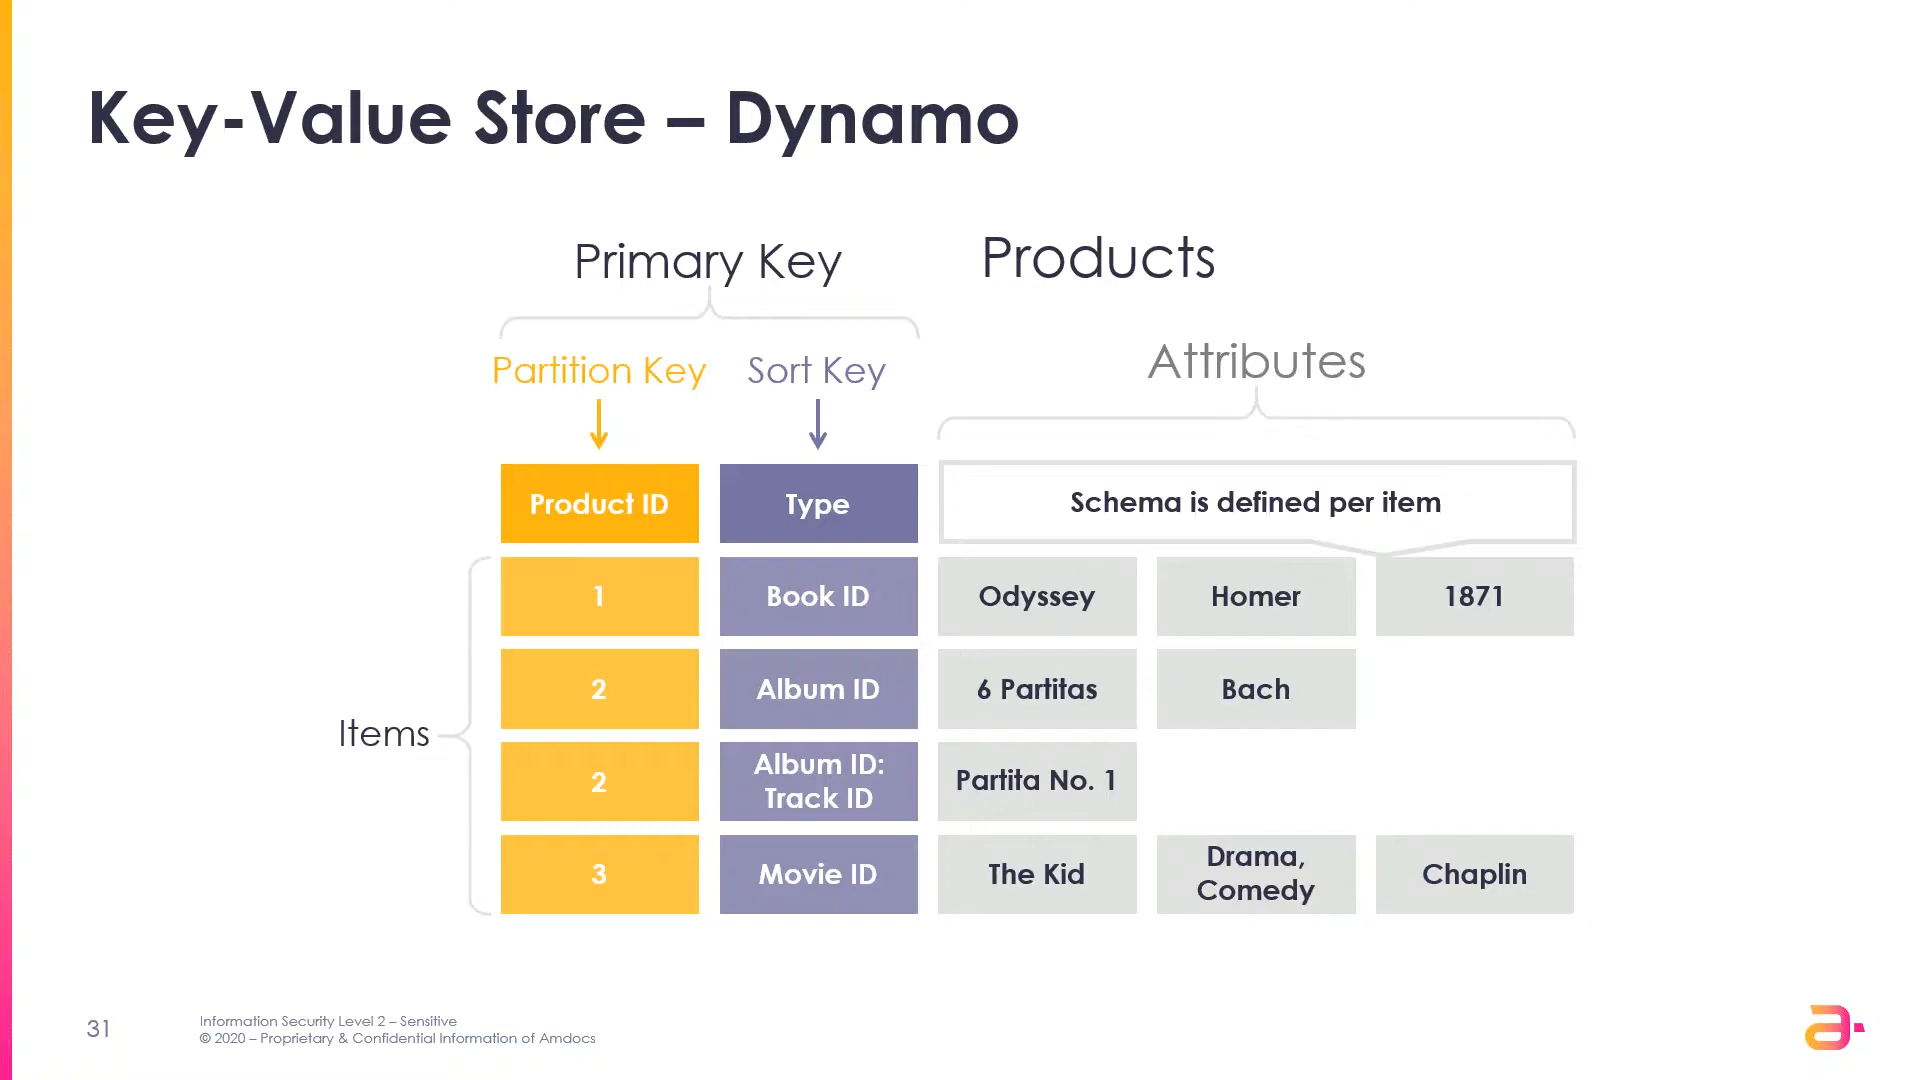 Key-Value Store – Dynamo
Primary Key
Products
Partition Key
Sort Key
Attributes
Product ID
Type
Schema is defined per item
Items
1
Book ID
Odyssey
Homer
1871
2
Album ID
6 Partitas
Bach
2
Album ID:
Track ID
Partita No. 1
3
Movie ID
The Kid
Drama,
Comedy
Chaplin
31
Information Security Level 2 – Sensitive
© 2020 – Proprietary & Confidential Information of Amdocs